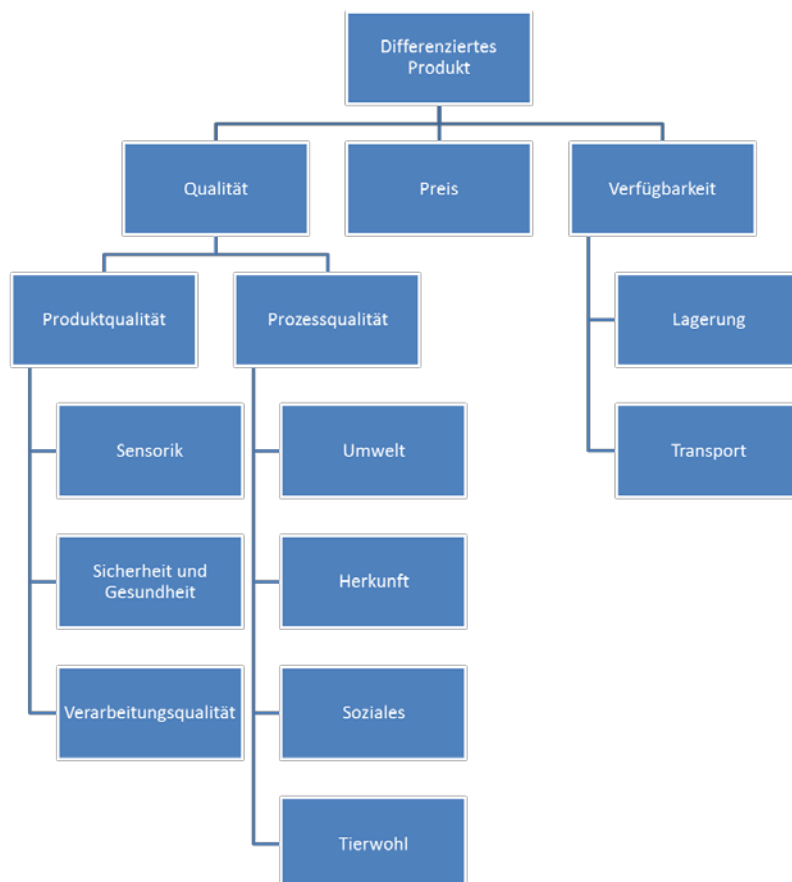 Differenziertes
Produkt
Qualität
Preis
Verfügbarkeit
Produktqualität
Prozessqualität
Lagerung
Sensorik
Umwelt
Transport
Sicherheit und
Gesundheit
Herkunft
Verarbeitungsqualität
Soziales
Tierwohl